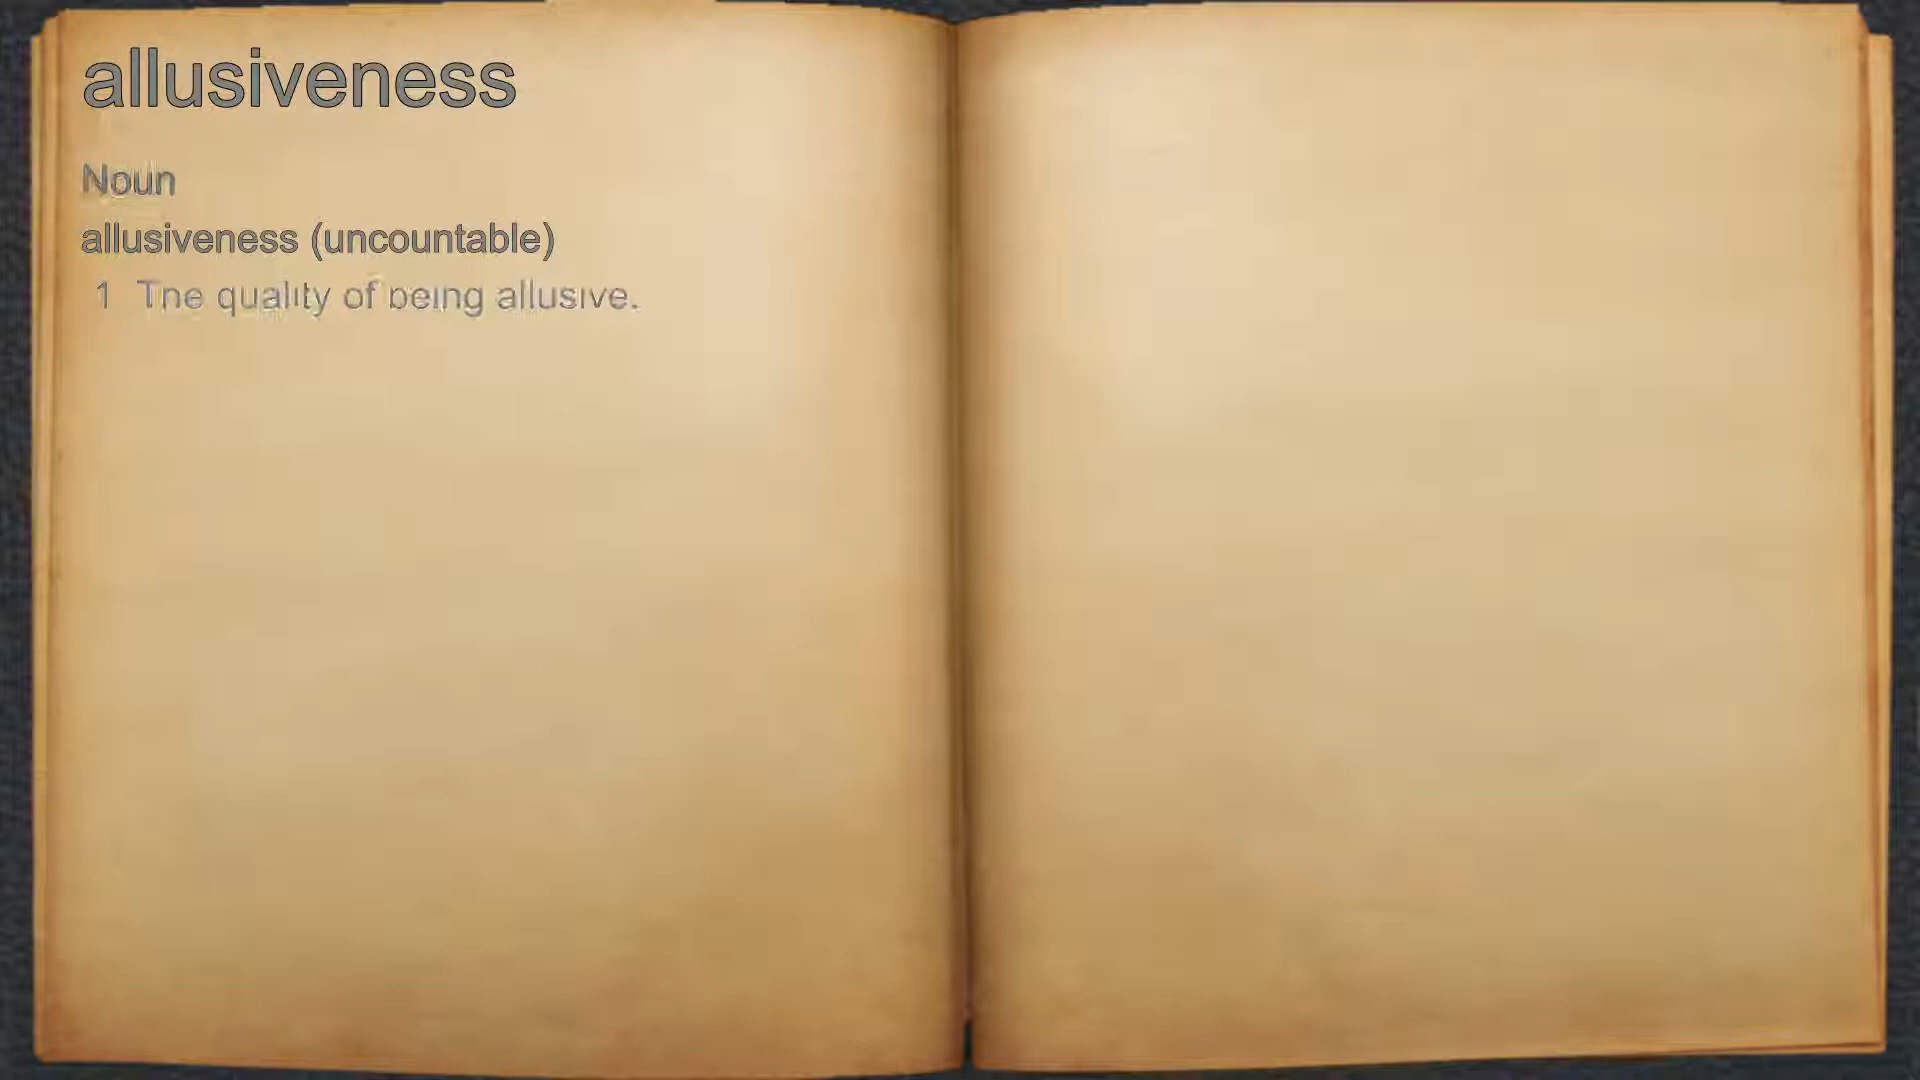 allusiveness
Noun
allusiveness (uncountable)
1 The quality of being allusive.